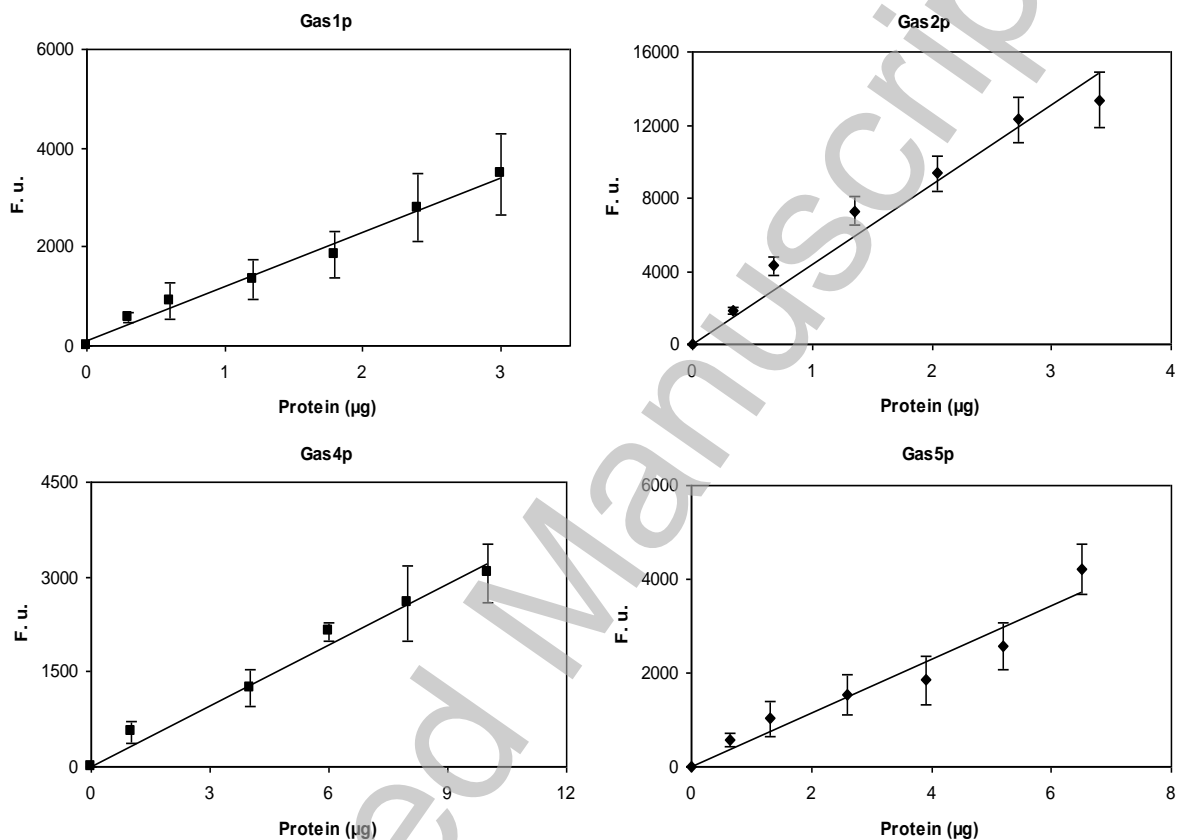 Gas1p
6000
4000
2000
0
F. u.
0 1 2 3
Protein (µg)
Gas2p
16000
12000
8000
4000
0
F. u.
0 1 2 3 4
Protein (µg)
Gas4p
4500
3000
1500
0
F. u.
0 3 6 9 12
Protein (µg)
Gas5p
6000
4000
2000
0
F. u.
0 2 4 6 8
Protein (µg)
ed Manuscrip